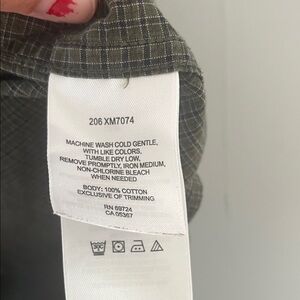 206 XM7074
MACHINE WASH COLD GENTLE,
WITH LIKE COLORS,
TUMBLE DRY LOW,
REMOVE PROMPTLY, IRON MEDIUM,
NON-CHLORINE BLEACH
WHEN NEEDED
BODY: 100% COTTON
EXCLUSIVE OF TRIMMING
RN 69724
CA 05367